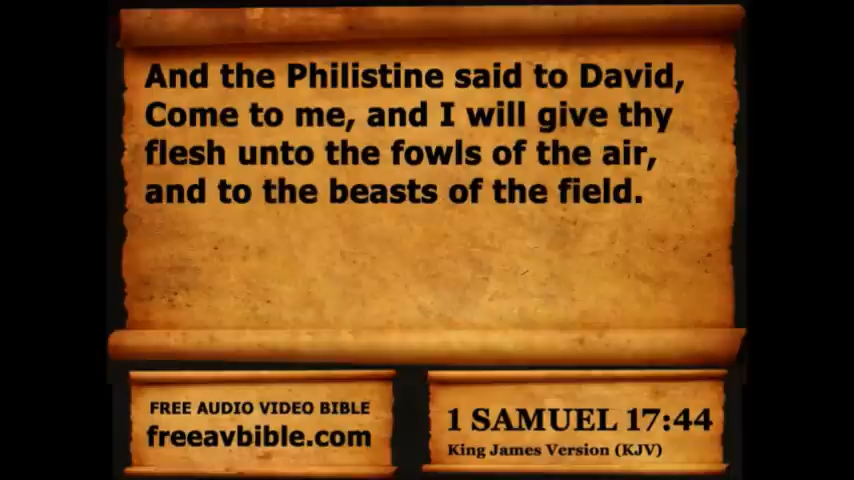 And the Philistine said to David,
Come to me, and I will give thy
flesh unto the fowls of the air,
and to the beasts of the field.
FREE AUDIO VIDEO BIBLE
freeavbible.com
1 SAMUEL 17:44
King James Version (KJV)